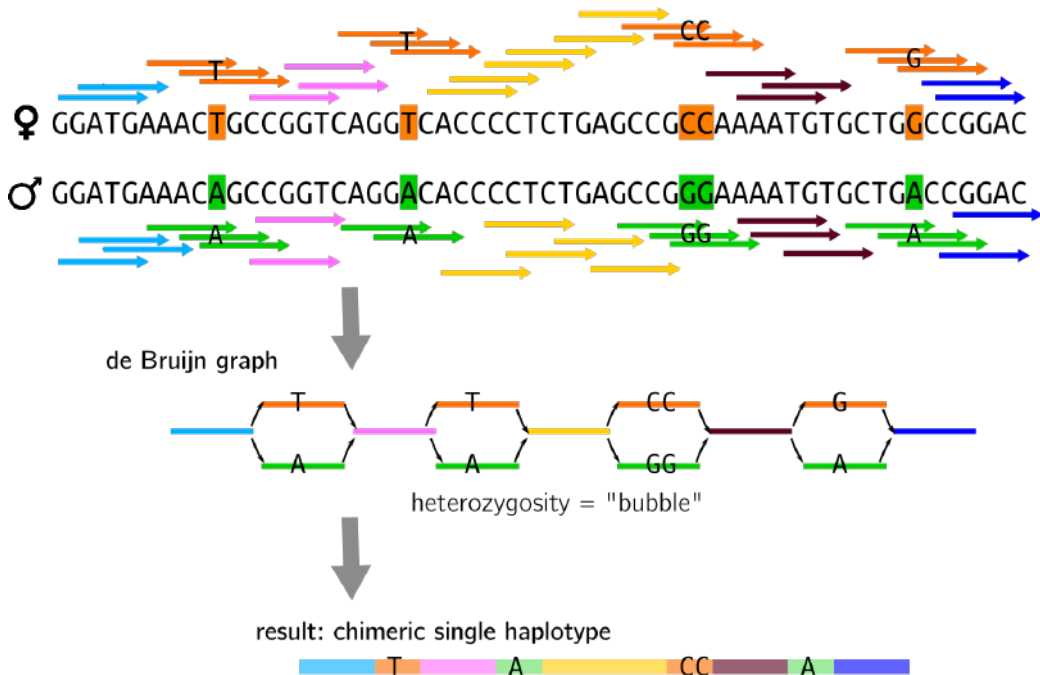 T T CC G
♀ GGATGAAACTGCCGGTCAGGTCACCCCTCTGAGCCGCCAAAATGTGCTGGCCGGAC
♂ GGATGAAACAGCCGGTCAGGACACCCCTCTGAGCCGGGAAAATGTGCTGACCGGAC
A A GG A
de Bruijn graph
T T CC G
A A GG A
heterozygosity = "bubble"
result: chimeric single haplotype
T A CC A